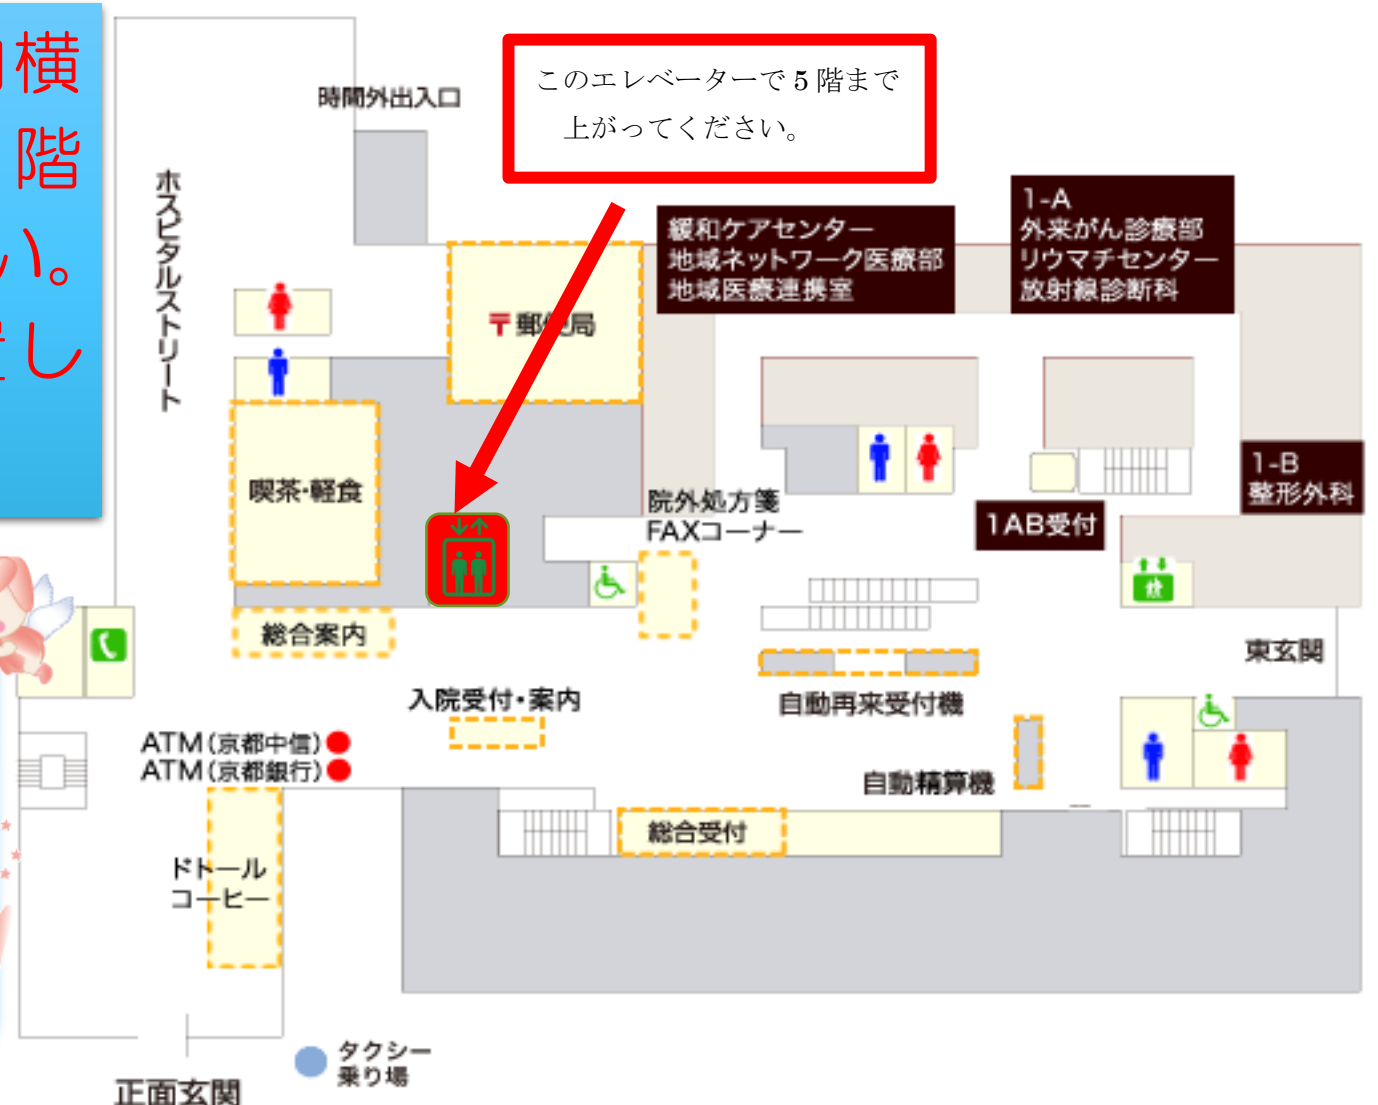 横
階
い。
し
このエレベーターで5階まで
上がってください。
時間外出入口
ホスピタルストリート
〒郵便局
緩和ケアセンター
地域ネットワーク医療部
地域医療連携室
1-A
外来がん診療部
リウマチセンター
放射線診断科
喫茶・軽食
院外処方箋
FAXコーナー
1AB受付
1-B
整形外科
総合案内
東玄関
入院受付・案内
自動再来受付機
ATM(京都中信)
ATM(京都銀行)
自動精算機
総合受付
ドトール
コーヒー
タクシー
乗り場
正面玄関